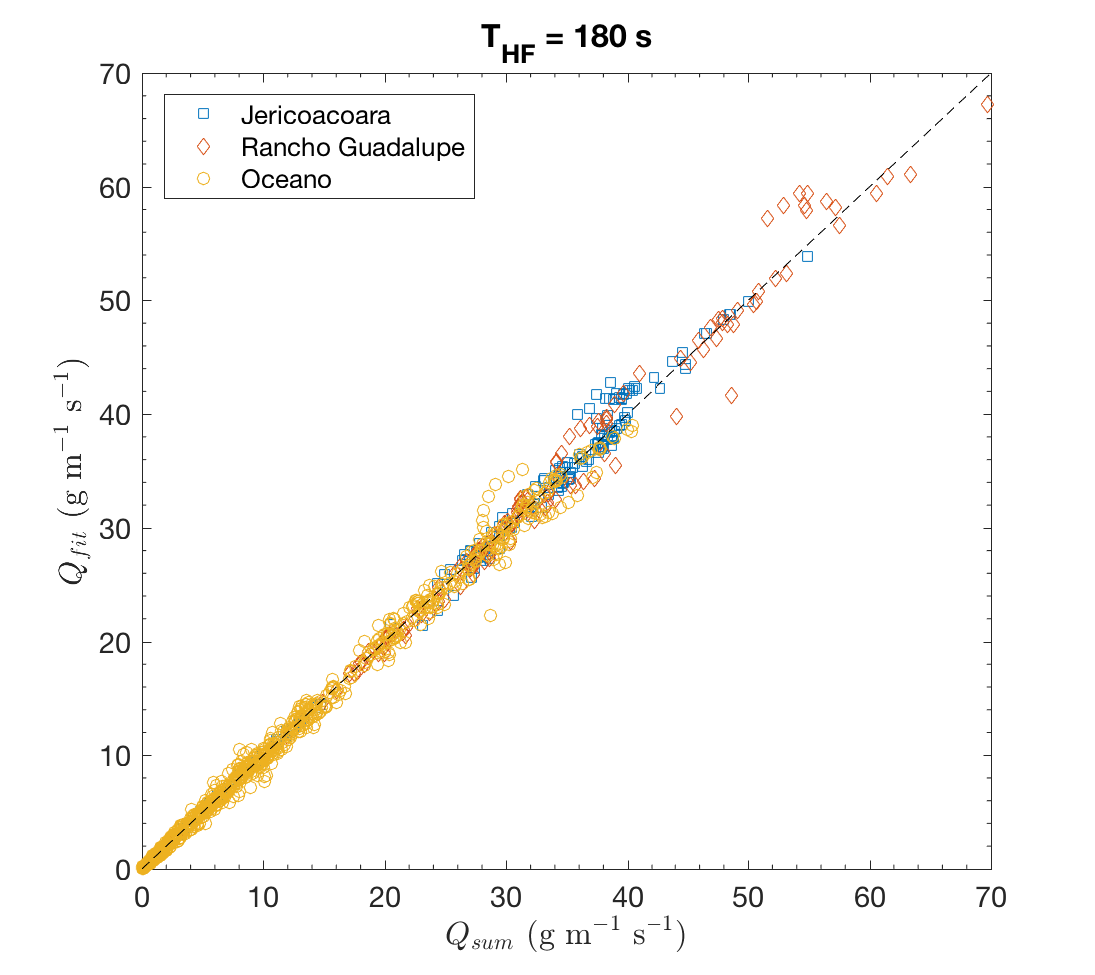 T_HF = 180 s
70
60
50
40
30
20
10
0
Q_fit (g m^−1 s^−1)
Jericoacoara
Rancho Guadalupe
Oceano
0 10 20 30 40 50 60 70
Q_sum (g m^−1 s^−1)